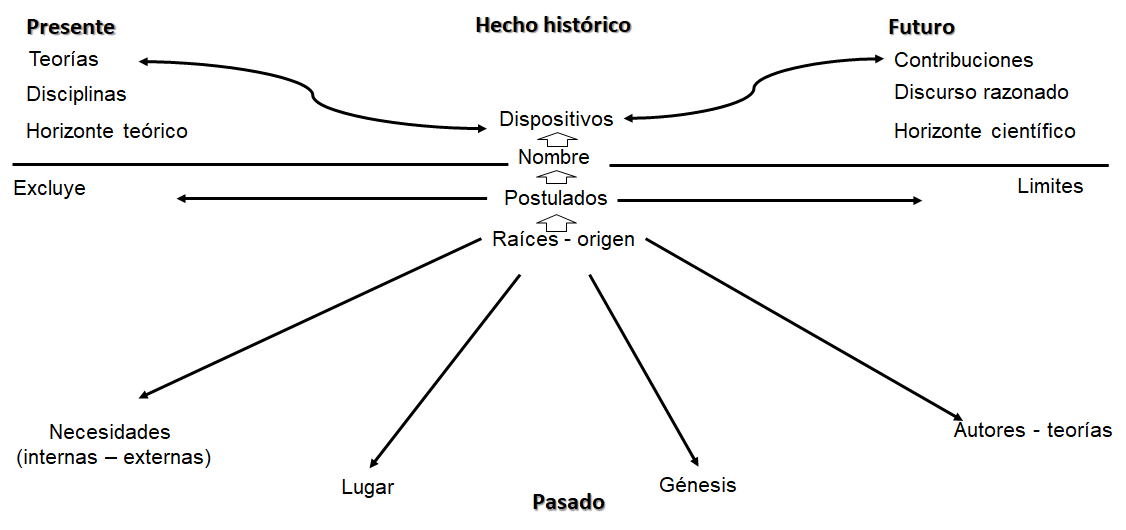 Presente
Hecho histórico
Futuro
Teorías
Contribuciones
Disciplinas
Discurso razonado
Dispositivos
Horizonte teórico
Horizonte científico
Nombre
Excluye
Limites
Postulados
Raíces - origen
Necesidades
(internas – externas)
Autores - teorías
Lugar
Génesis
Pasado